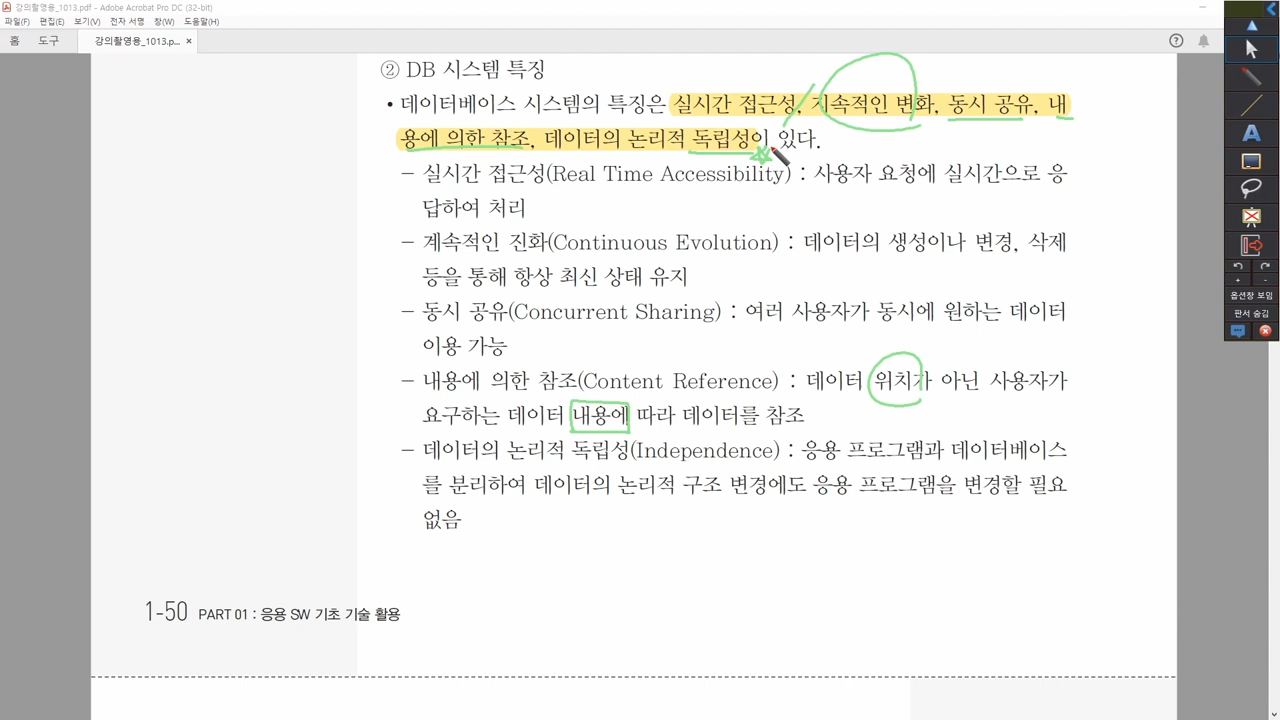 강의촬영용_1013.pdf - Adobe Acrobat Pro DC (32-bit)
파일(F) 편집(E) 보기(V) 전자 서명 창(W) 도움말(H)
홈 도구 강의촬영용_1013.p... ×
② DB 시스템 특징
• 데이터베이스 시스템의 특징은 실시간 접근성, 지속적인 변화, 동시 공유, 내
용에 의한 참조, 데이터의 논리적 독립성이 있다.
– 실시간 접근성(Real Time Accessibility) : 사용자 요청에 실시간으로 응
답하여 처리
– 계속적인 진화(Continuous Evolution) : 데이터의 생성이나 변경, 삭제
등을 통해 항상 최신 상태 유지
– 동시 공유(Concurrent Sharing) : 여러 사용자가 동시에 원하는 데이터
이용 가능
– 내용에 의한 참조(Content Reference) : 데이터 위치가 아닌 사용자가
요구하는 데이터 내용에 따라 데이터를 참조
– 데이터의 논리적 독립성(Independence) : 응용 프로그램과 데이터베이스
를 분리하여 데이터의 논리적 구조 변경에도 응용 프로그램을 변경할 필요
없음
1-50 PART 01 : 응용 SW 기초 기술 활용
A
+ -
옵션창 보임
판서 숨김